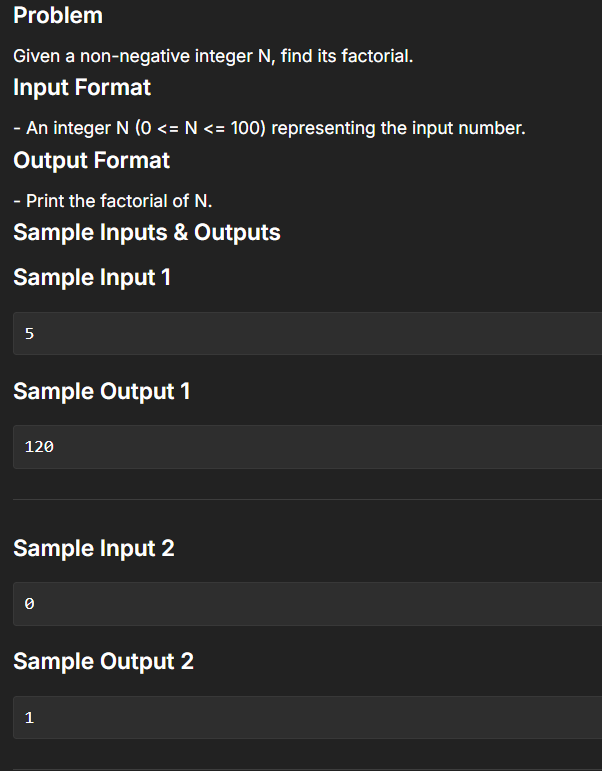 Problem
Given a non-negative integer N, find its factorial.
Input Format
- An integer N (0 <= N <= 100) representing the input number.
Output Format
- Print the factorial of N.
Sample Inputs & Outputs
Sample Input 1
5
Sample Output 1
120
Sample Input 2
0
Sample Output 2
1